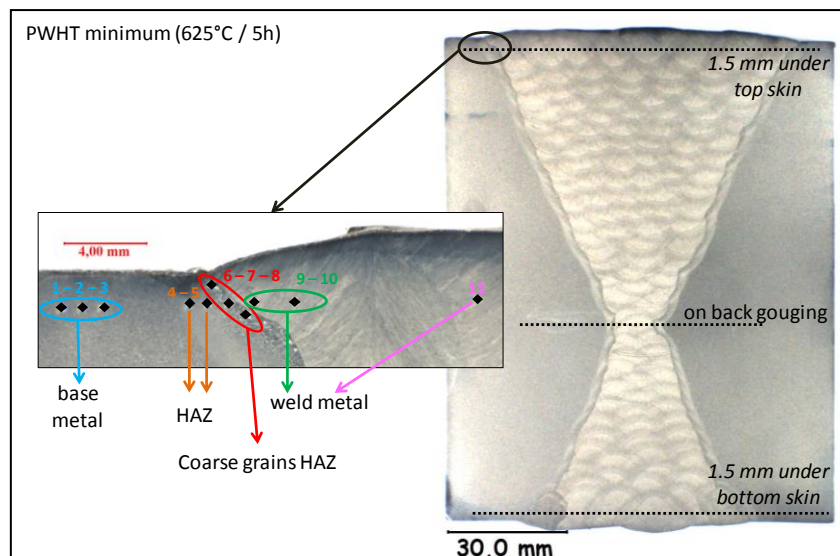 PWHT minimum (625°C / 5h)
1.5 mm under
top skin
4,00 mm
6 – 7 – 8
9 – 10
1 – 2 – 3
4 – 5
11
on back gouging
base
metal
HAZ
weld metal
Coarse grains HAZ
1.5 mm under
bottom skin
30.0 mm